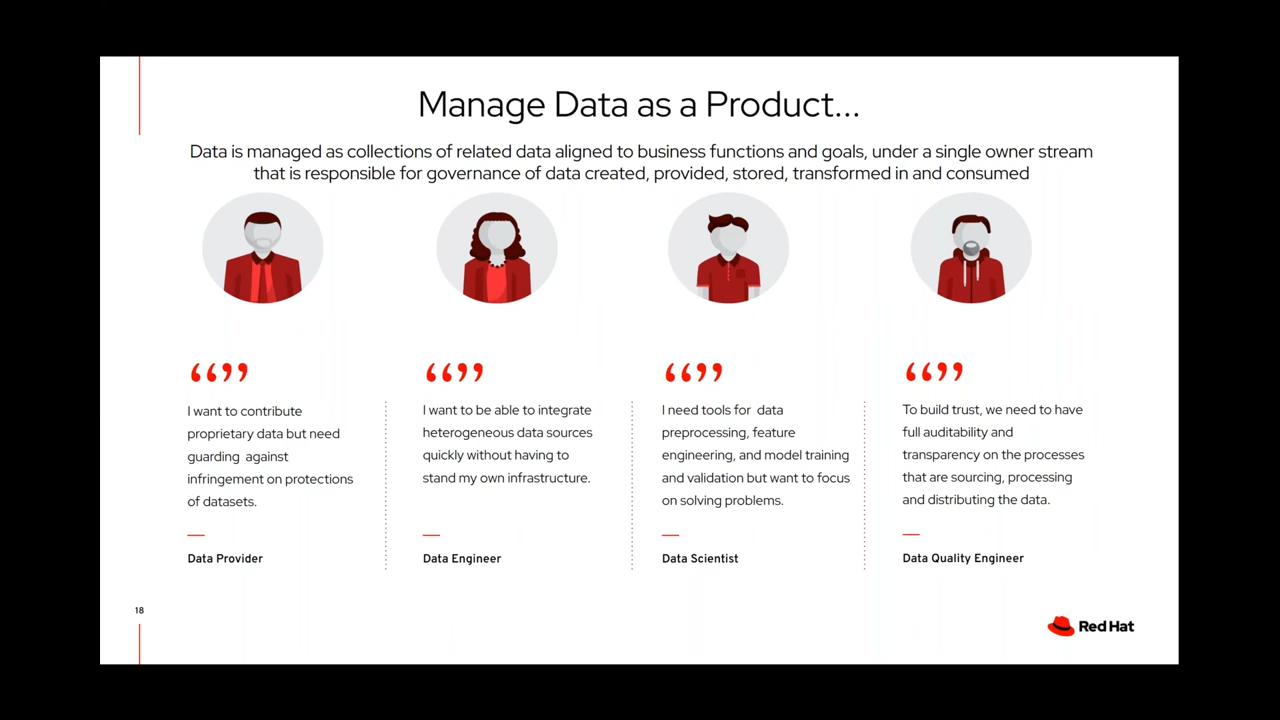 Manage Data as a Product...
Data is managed as collections of related data aligned to business functions and goals, under a single owner stream
that is responsible for governance of data created, provided, stored, transformed in and consumed
I want to contribute
proprietary data but need
guarding against
infringement on protections
of datasets.
Data Provider
I want to be able to integrate
heterogeneous data sources
quickly without having to
stand my own infrastructure.
Data Engineer
I need tools for data
preprocessing, feature
engineering, and model training
and validation but want to focus
on solving problems.
Data Scientist
To build trust, we need to have
full auditability and
transparency on the processes
that are sourcing, processing
and distributing the data.
Data Quality Engineer
18
Red Hat